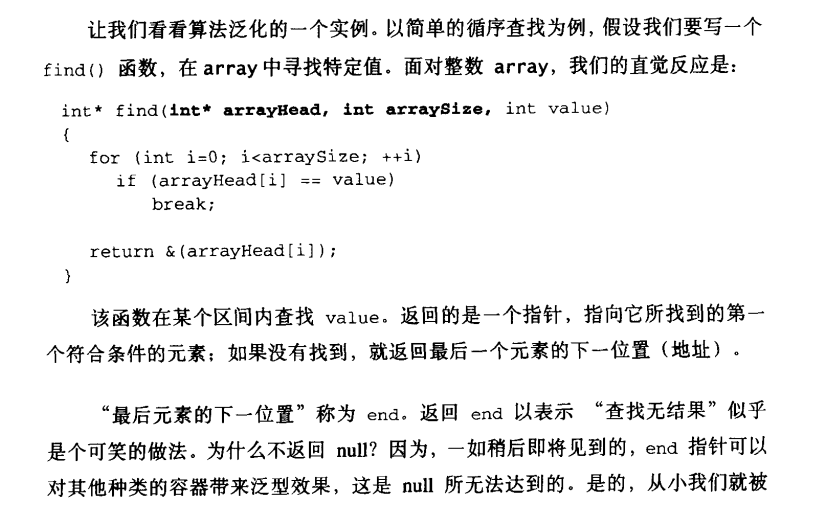 让我们看看算法泛化的一个实例。以简单的循序查找为例，假设我们要写一个
find() 函数，在 array 中寻找特定值。面对整数 array，我们的直觉反应是：
int* find(int* arrayHead, int arraySize, int value)
{
for (int i=0; i<arraySize; ++i)
if (arrayHead[i] == value)
break;
return &(arrayHead[i]);
}
该函数在某个区间内查找 value。返回的是一个指针，指向它所找到的第一
个符合条件的元素；如果没有找到，就返回最后一个元素的下一位置（地址）。
“最后元素的下一位置”称为 end。返回 end 以表示 “查找无结果”似乎
是个可笑的做法。为什么不返回 null？因为，一如稍后即将见到的，end 指针可以
对其他种类的容器带来泛型效果，这是 null 所无法达到的。是的，从小我们就被